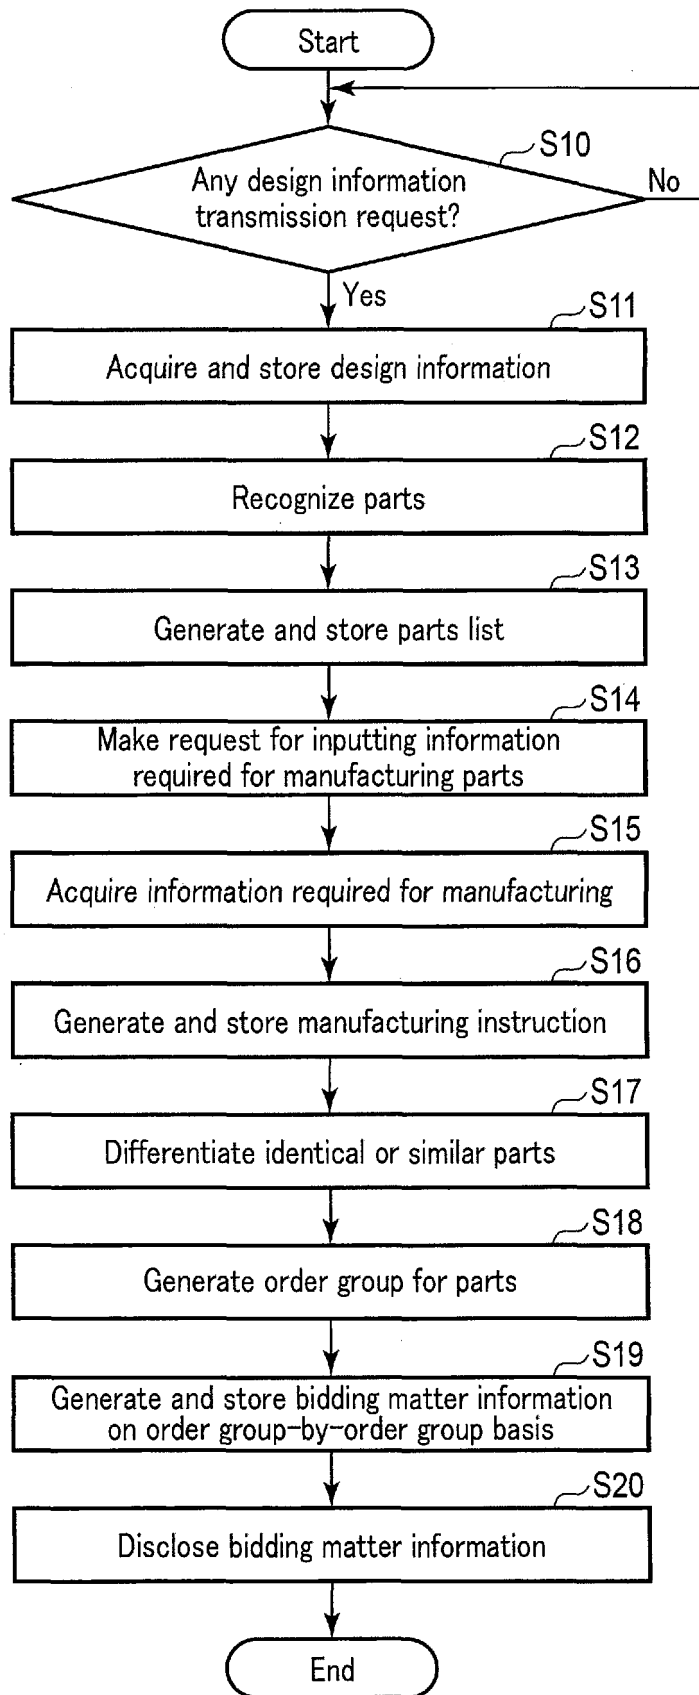 Start
S10
Any design information
transmission request?
No
Yes
S11
Acquire and store design information
S12
Recognize parts
S13
Generate and store parts list
S14
Make request for inputting information
required for manufacturing parts
S15
Acquire information required for manufacturing
S16
Generate and store manufacturing instruction
S17
Differentiate identical or similar parts
S18
Generate order group for parts
S19
Generate and store bidding matter information
on order group-by-order group basis
S20
Disclose bidding matter information
End